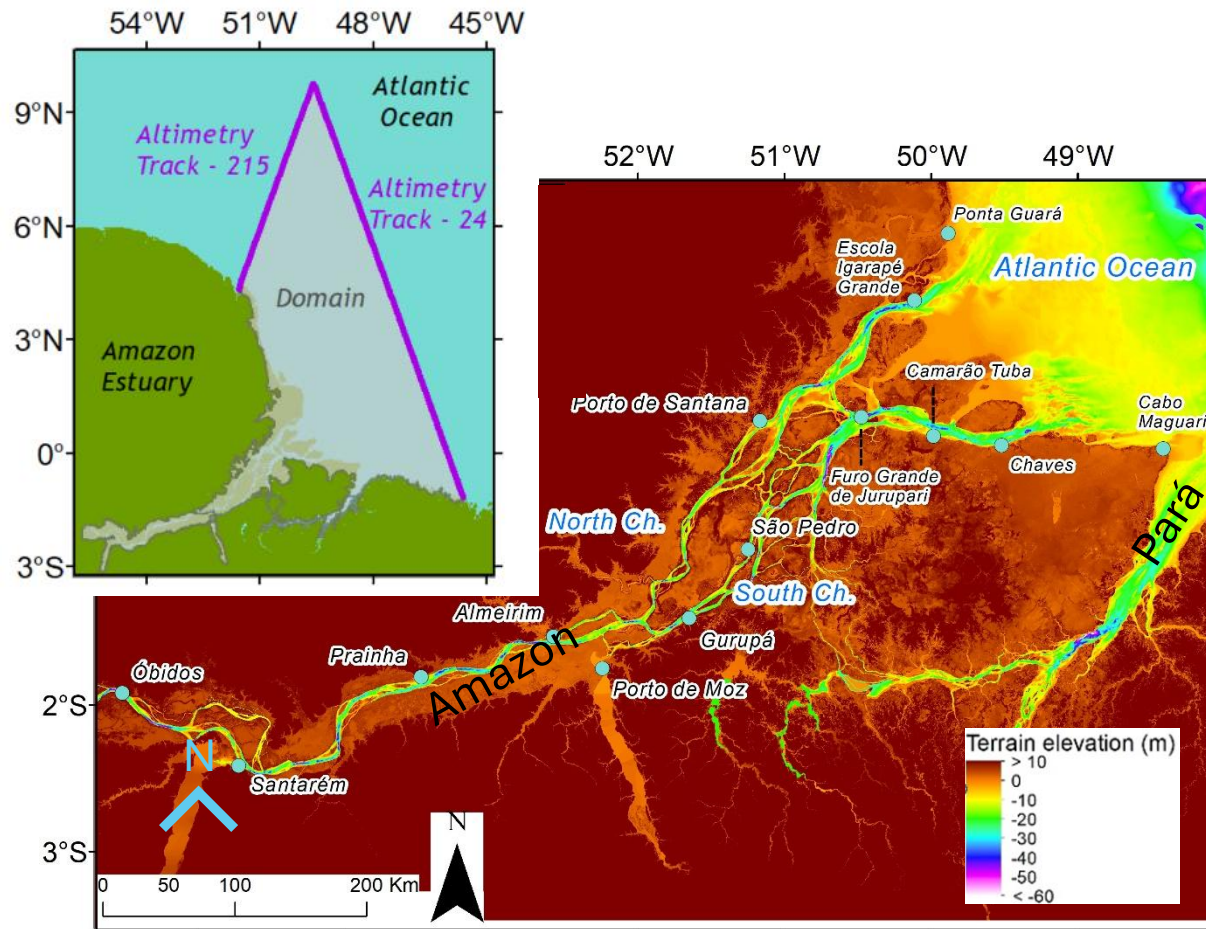 54°W 51°W 48°W 45°W
9°N
6°N
3°N
0°
3°S
Atlantic
Ocean
Altimetry
Track - 215
Altimetry
Track - 24
Domain
Amazon
Estuary
52°W 51°W 50°W 49°W
Ponta Guará
Escola
Igarapé
Grande
Atlantic Ocean
Camarão Tuba
Porto de Santana
Cabo
Maguari
Chaves
Furo Grande
de Jurupari
North Ch.
São Pedro
Pará
South Ch.
Almeirim
Gurupá
Prainha
Amazon
Óbidos
Porto de Moz
2°S
N
Santarém
Terrain elevation (m)
> 10
0
-10
-20
-30
-40
-50
< -60
N
3°S
0 50 100 200 Km